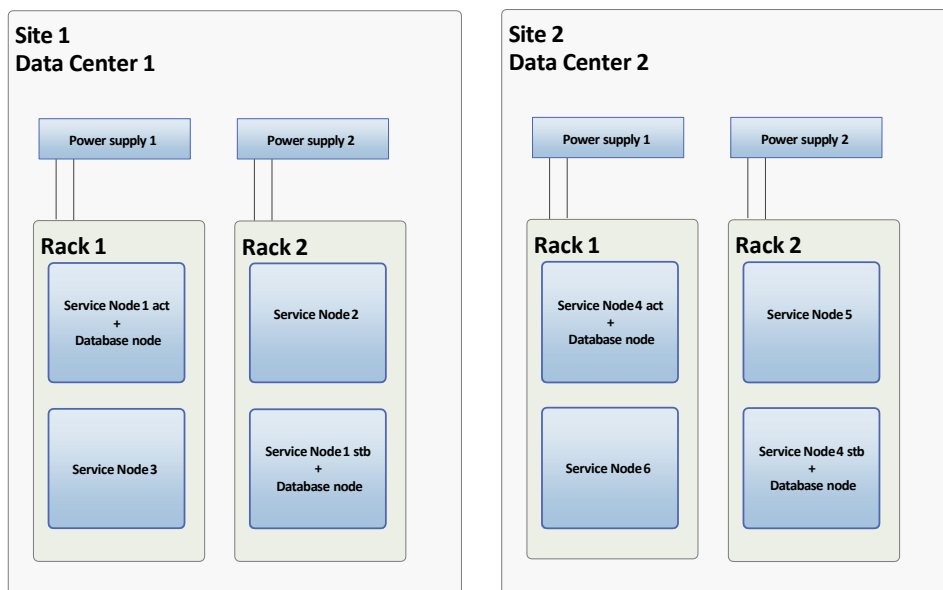 Site 1
Data Center 1
Power supply 1
Power supply 2
Rack 1
Service Node 1 act
+
Database node
Service Node 3
Rack 2
Service Node 2
Service Node 1 stb
+
Database node
Site 2
Data Center 2
Power supply 1
Power supply 2
Rack 1
Service Node 4 act
+
Database node
Service Node 6
Rack 2
Service Node 5
Service Node 4 stb
+
Database node